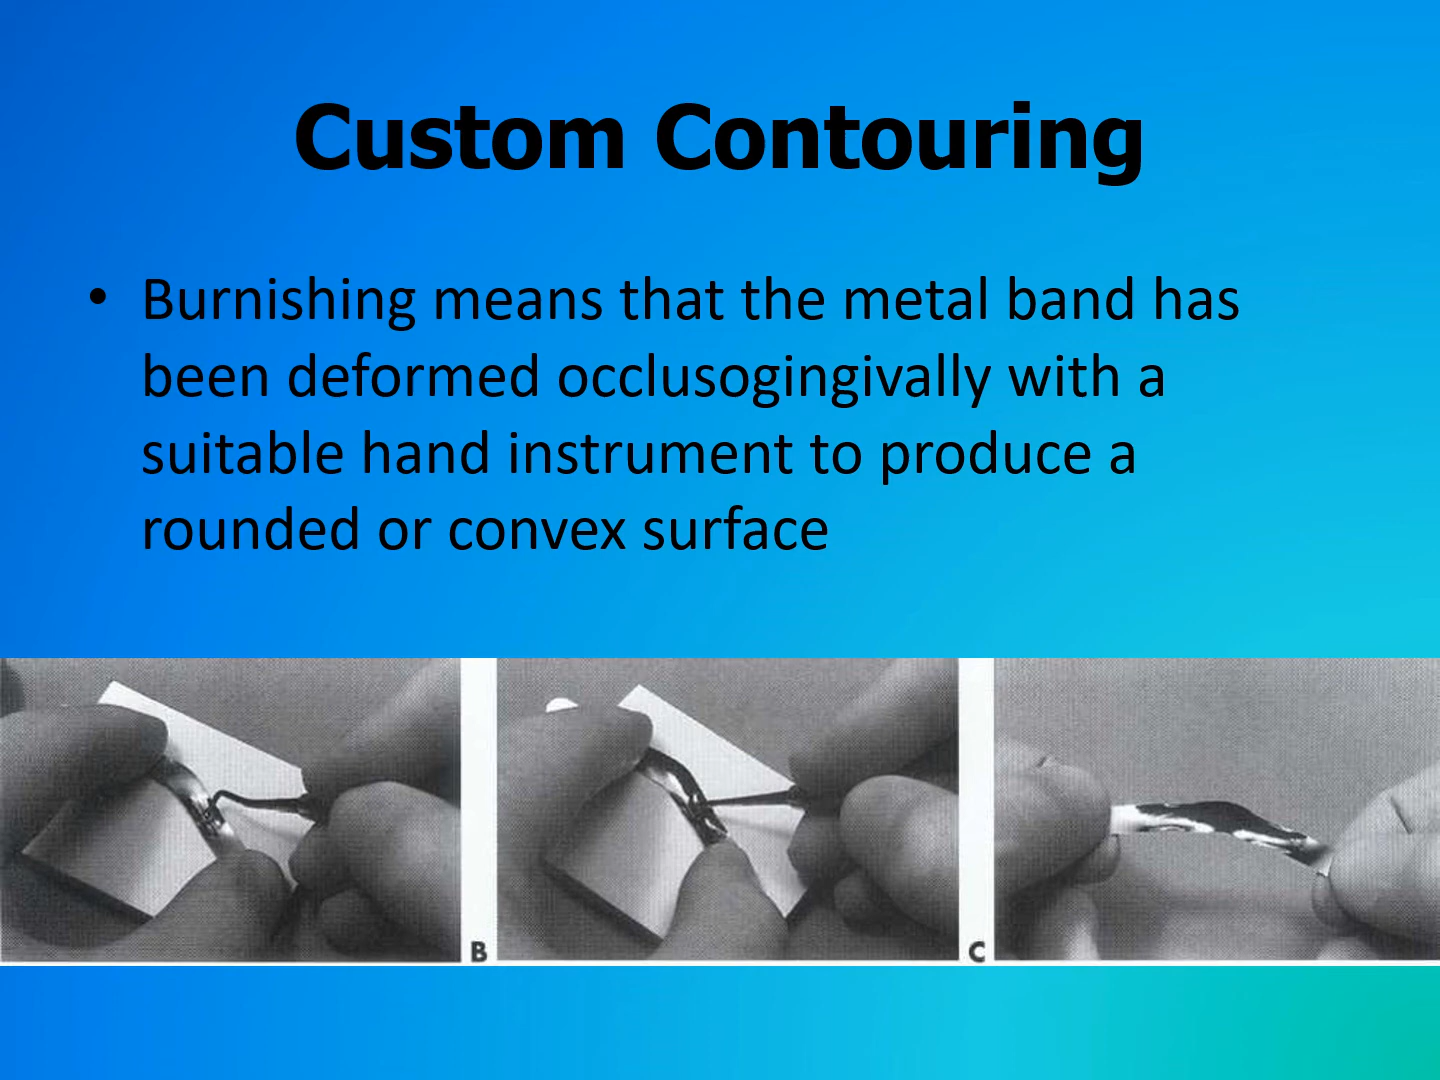 Custom Contouring
• Burnishing means that the metal band has
been deformed occlusogingivally with a
suitable hand instrument to produce a
rounded or convex surface
B
C